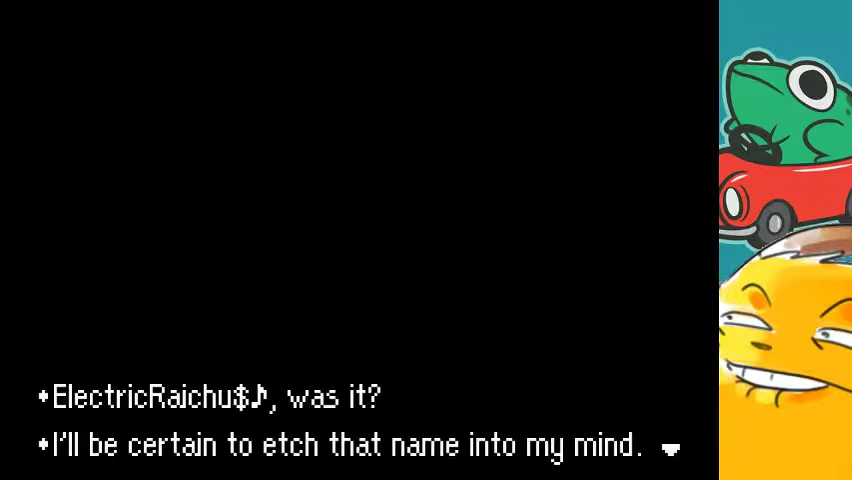 •ElectricRaichu$♪, was it?
•I'll be certain to etch that name into my mind.